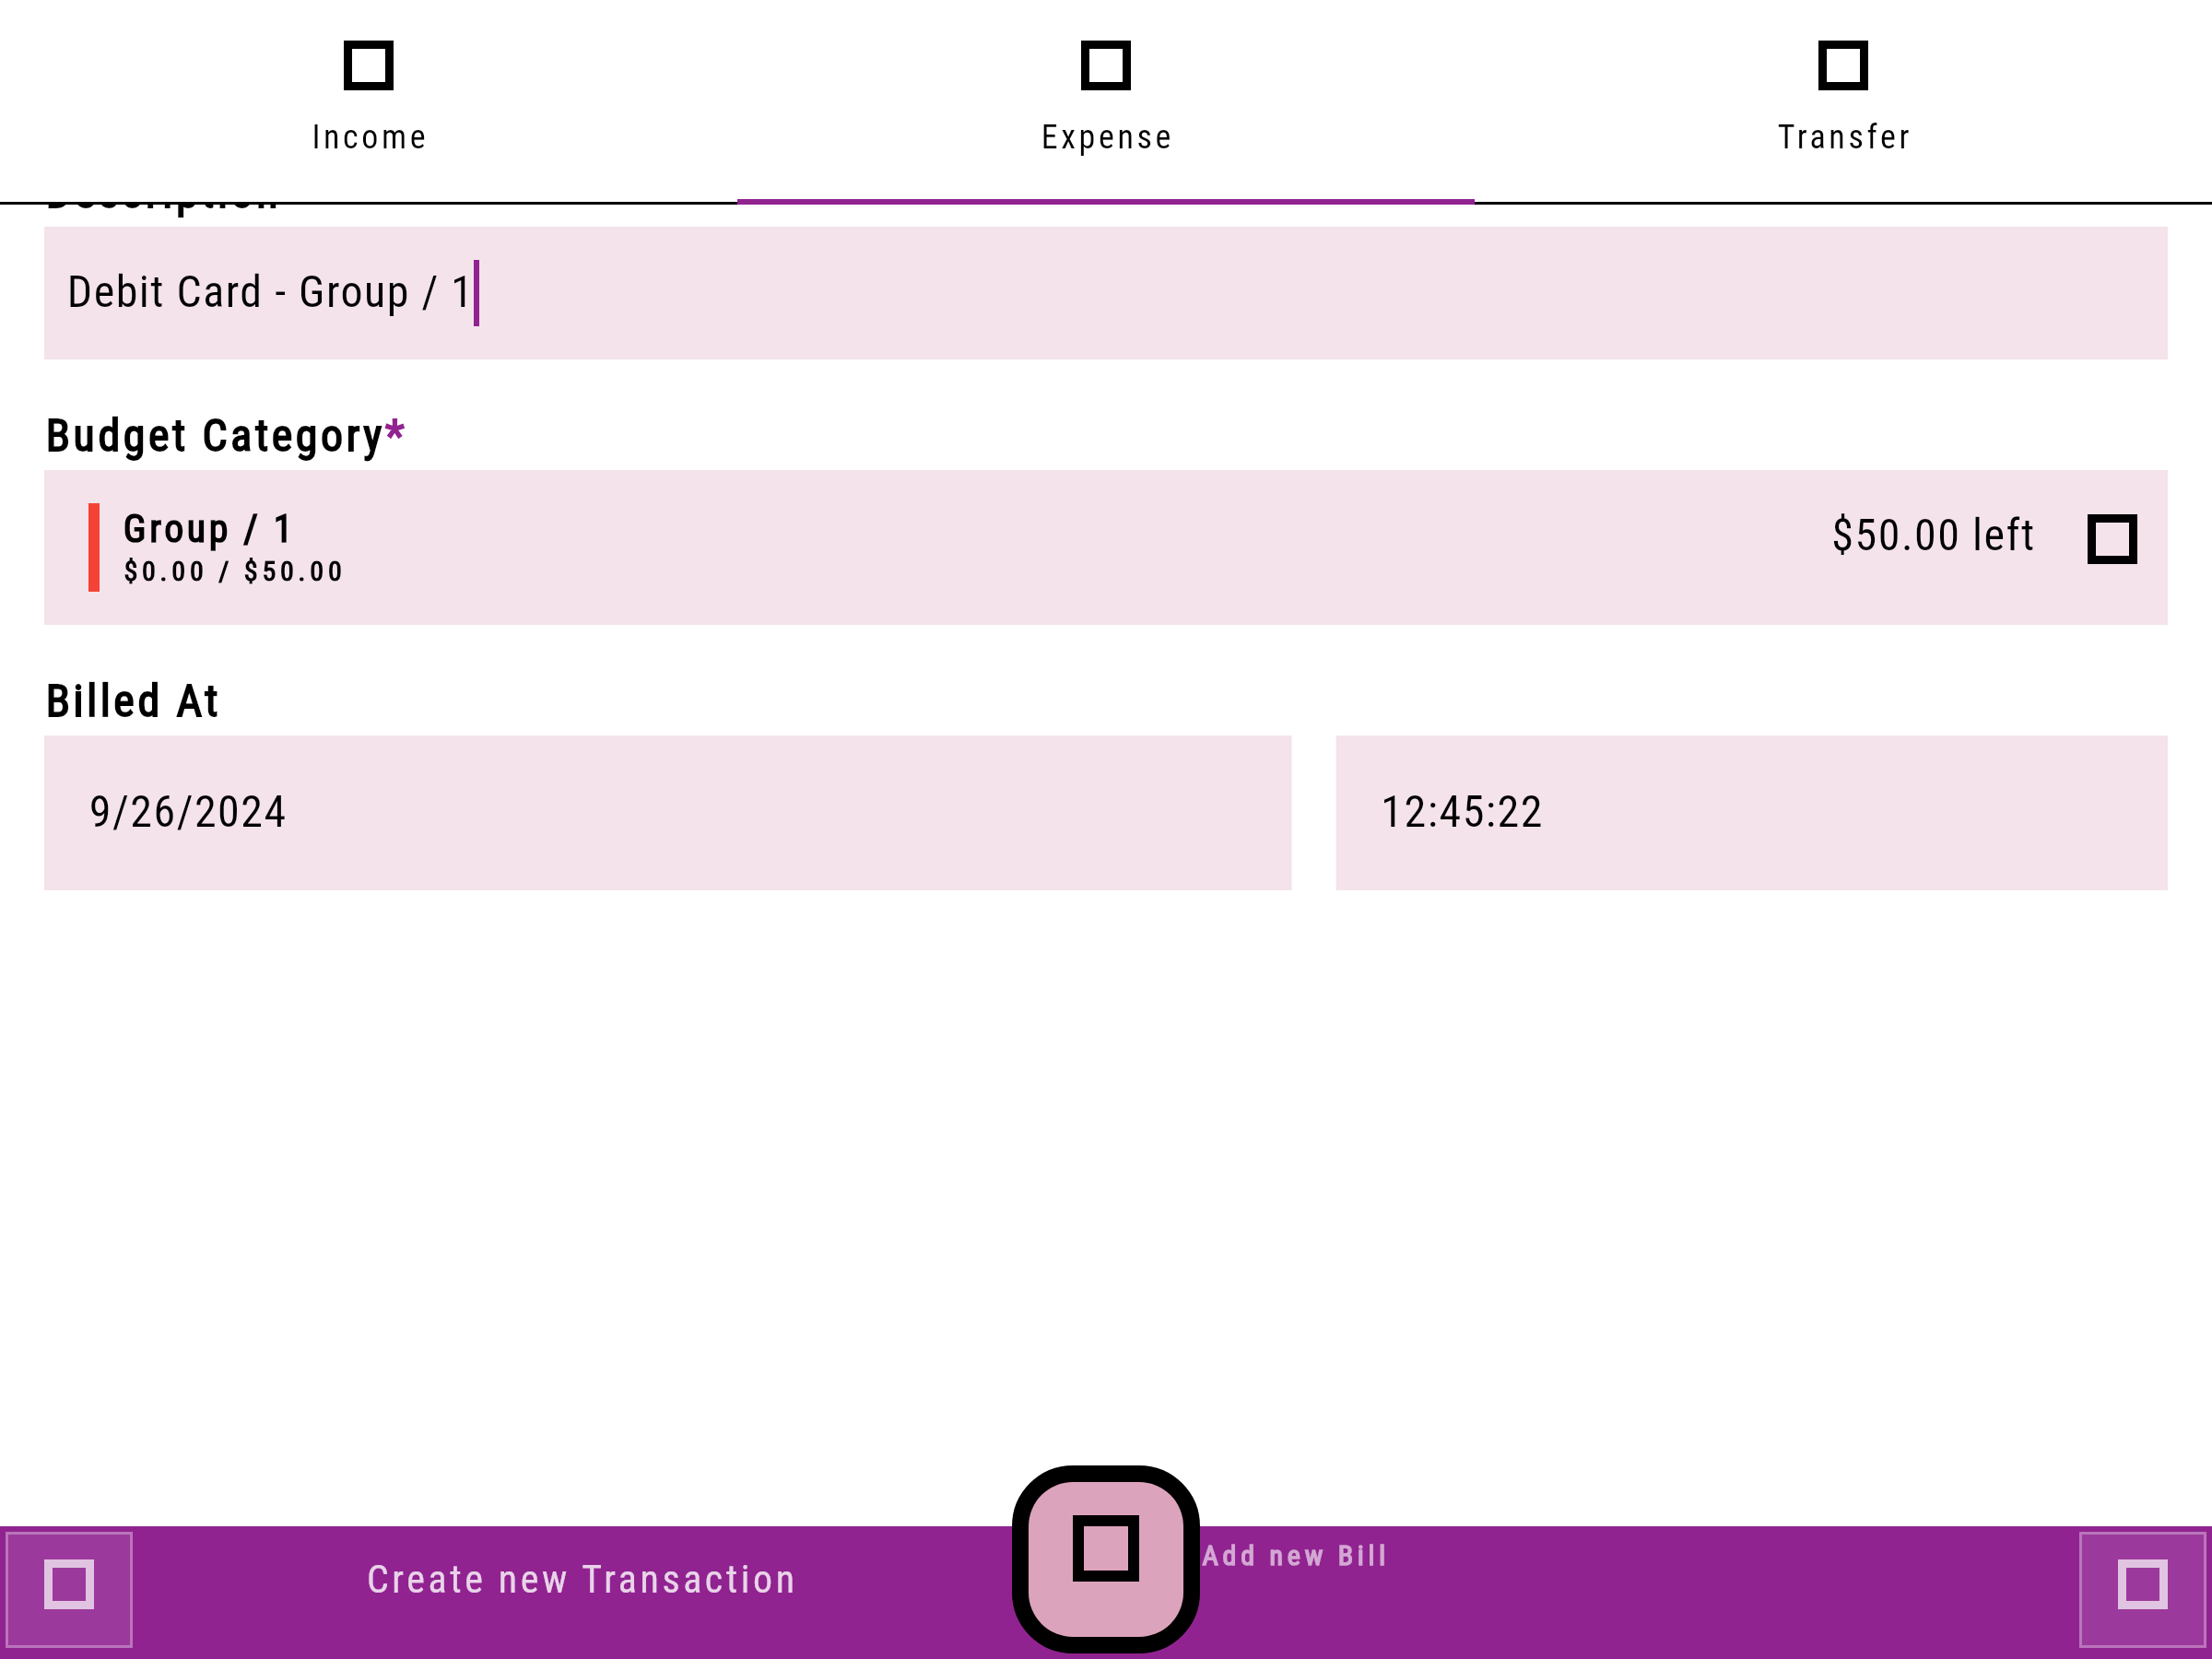 Income
Expense
Transfer
Description
Debit Card - Group / 1
Budget Category*
Group / 1
$0.00 / $50.00
$50.00 left
Billed At
9/26/2024
12:45:22
Create new Transaction
Add new Bill